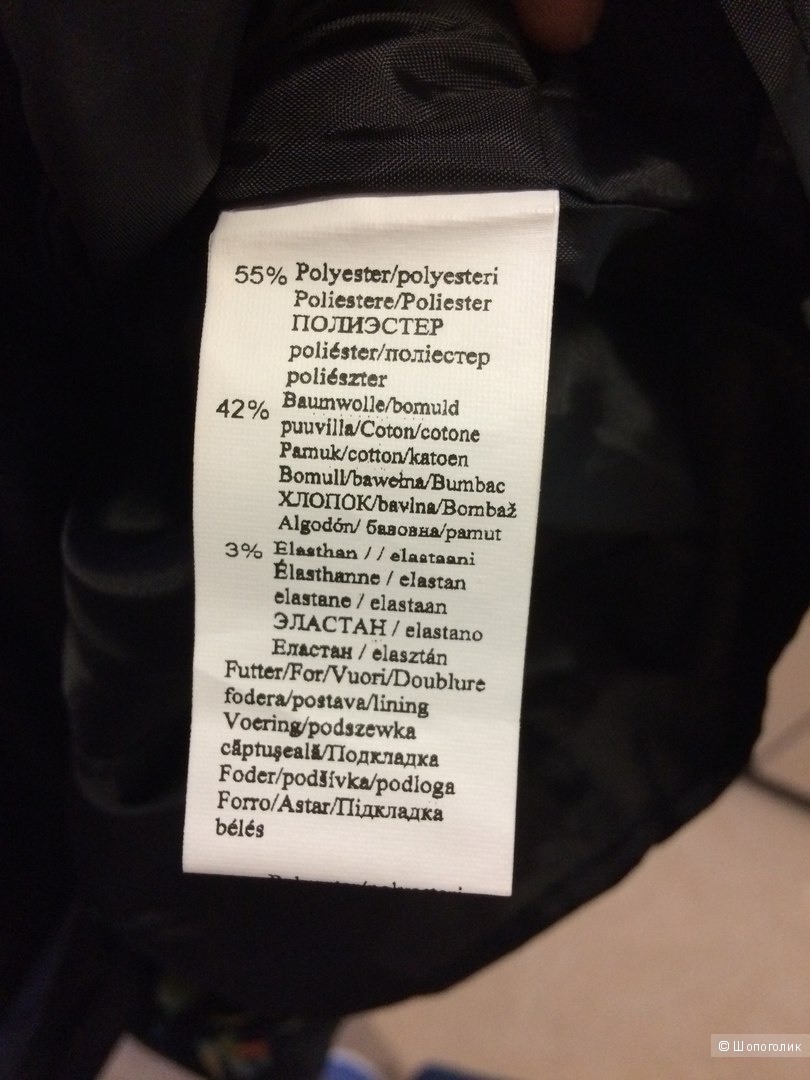 55% Polyester/polyesteri
Poliestere/Poliester
ПОЛИЭСТЕР
poliéster/поліестер
poliészter
42% Baumwolle/bomuld
puuvilla/Coton/cotone
Pamuk/cotton/katoen
Bomull/bawełna/Bumbac
ХЛОПОК/bavlna/Bombaž
Algodón/ бавовна/pamut
3% Elasthan / / elastaani
Élasthanne / elastan
elastane / elastaan
ЭЛАСТАН / elastano
Еластан / elasztán
Futter/For/Vuori/Doublure
fodera/postava/lining
Voering/podszewka
căptuşeală/Подкладка
Foder/podšívka/podloga
Forro/Astar/Підкладка
bélés
© Шопоголик